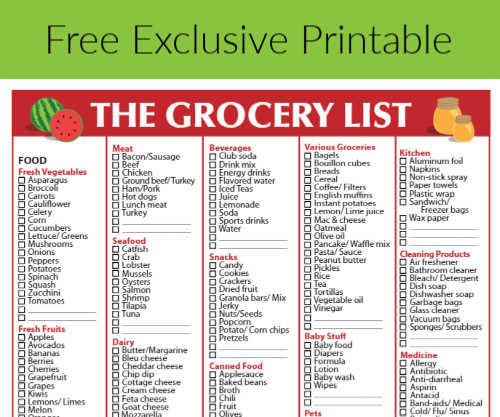 Free Exclusive Printable
THE GROCERY LIST
FOOD
Fresh Vegetables
Asparagus
Broccoli
Carrots
Cauliflower
Celery
Corn
Cucumbers
Lettuce/ Greens
Mushrooms
Onions
Peppers
Potatoes
Spinach
Squash
Zucchini
Tomatoes
Fresh Fruits
Apples
Avocados
Bananas
Berries
Cherries
Grapefruit
Grapes
Kiwis
Lemons/ Limes
Melon
Meat
Bacon/Sausage
Beef
Chicken
Ground beef/Turkey
Ham/Pork
Hot dogs
Lunch meat
Turkey
Seafood
Catfish
Crab
Lobster
Mussels
Oysters
Salmon
Shrimp
Tilapia
Tuna
Dairy
Butter/Margarine
Bleu cheese
Cheddar cheese
Chip dip
Cottage cheese
Cream cheese
Feta cheese
Goat cheese
Mozzarella
Beverages
Club soda
Drink mix
Energy drinks
Flavored water
Iced Teas
Juice
Lemonade
Soda
Sports drinks
Water
Snacks
Candy
Cookies
Crackers
Dried fruit
Granola bars/ Mix
Jerky
Nuts/Seeds
Popcorn
Potato/ Corn chips
Pretzels
Canned Food
Applesauce
Baked beans
Broth
Chili
Fruit
Olives
Various Groceries
Bagels
Bouillon cubes
Breads
Cereal
Coffee/ Filters
English muffins
Instant potatoes
Lemon/ Lime juice
Mac & cheese
Oatmeal
Olive oil
Pancake/ Waffle mix
Pasta/ Sauce
Peanut butter
Pickles
Rice
Tea
Tortillas
Vegetable oil
Vinegar
Baby Stuff
Baby food
Diapers
Formula
Lotion
Baby wash
Wipes
Pets
Kitchen
Aluminum foil
Napkins
Non-stick spray
Paper towels
Plastic wrap
Sandwich/
Freezer bags
Wax paper
Cleaning Products
Air freshener
Bathroom cleaner
Bleach/ Detergent
Dish soap
Dishwasher soap
Garbage bags
Glass cleaner
Vacuum bags
Sponges/ Scrubbers
Medicine
Allergy
Antibiotic
Anti-diarrheal
Aspirin
Antacid
Band-aids/ Medical
Cold/ Flu/ Sinus